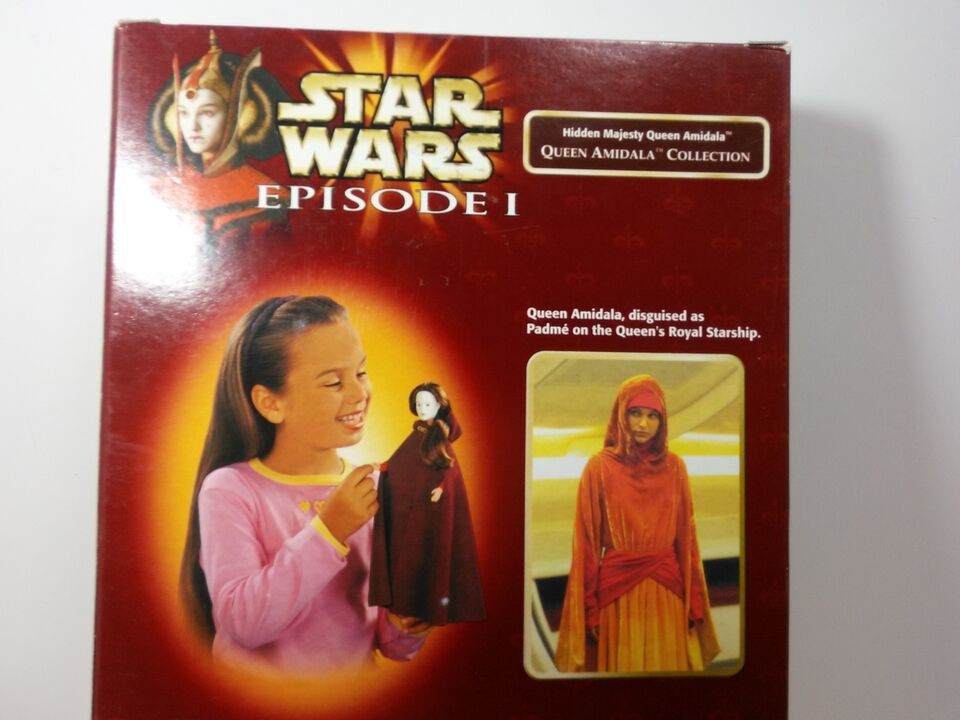 STAR
WARS
EPISODE I
Hidden Majesty Queen Amidala™
QUEEN AMIDALA™ COLLECTION
Queen Amidala, disguised as
Padmé on the Queen's Royal Starship.